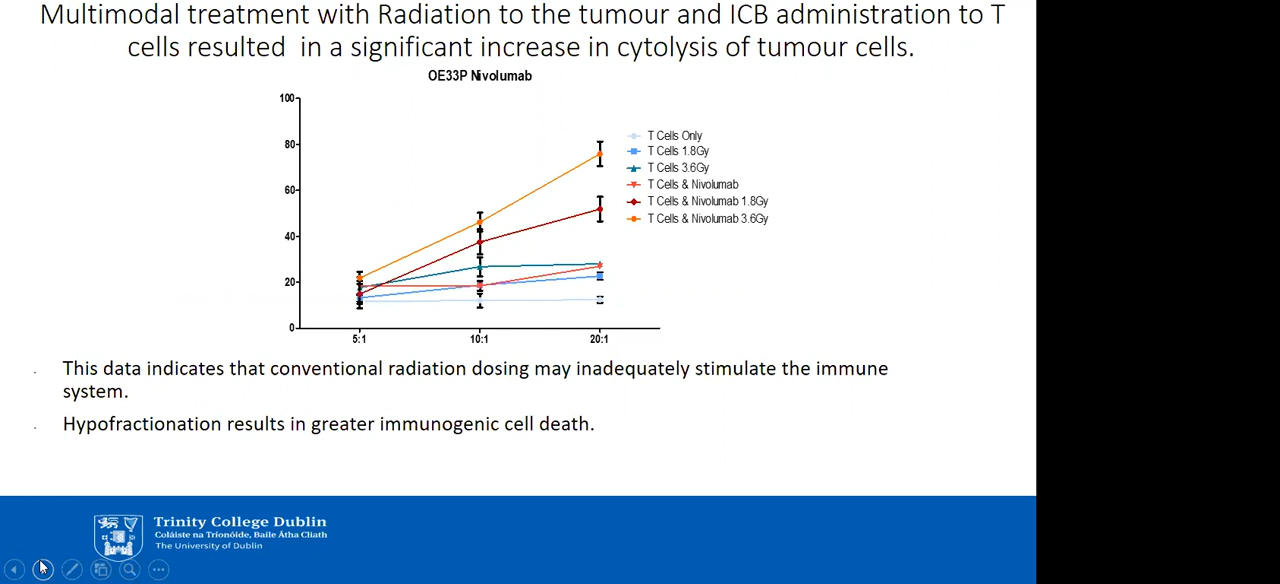 Multimodal treatment with Radiation to the tumour and ICB administration to T
cells resulted in a significant increase in cytolysis of tumour cells.
OE33P Nivolumab
100
80
60
40
20
0
5:1
10:1
20:1
T Cells Only
T Cells 1.8Gy
T Cells 3.6Gy
T Cells & Nivolumab
T Cells & Nivolumab 1.8Gy
T Cells & Nivolumab 3.6Gy
This data indicates that conventional radiation dosing may inadequately stimulate the immune
system.
Hypofractionation results in greater immunogenic cell death.
Trinity College Dublin
Coláiste na Tríonóide, Baile Átha Cliath
The University of Dublin